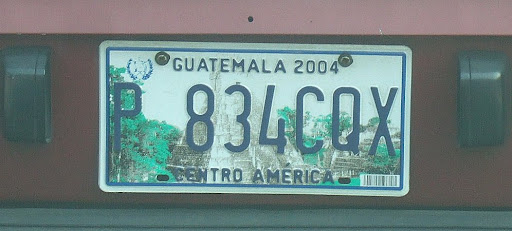 GUATEMALA 2004
P 834CQX
CENTRO AMÉRICA